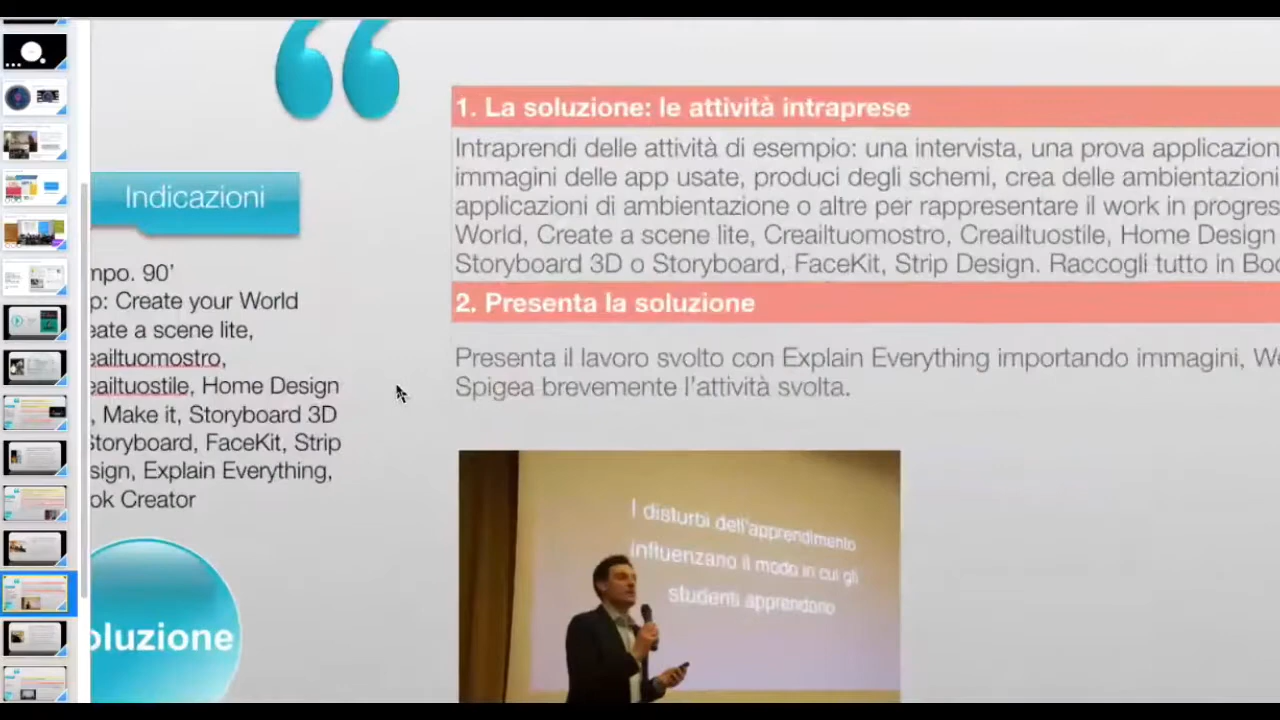 1. La soluzione: le attività intraprese
Intraprendi delle attività di esempio: una intervista, una prova applicazion
immagini delle app usate, produci degli schemi, crea delle ambientazioni
applicazioni di ambientazione o altre per rappresentare il work in progres
World, Create a scene lite, Creailtuomostro, Creailtuostile, Home Design
Storyboard 3D o Storyboard, FaceKit, Strip Design. Raccogli tutto in Boo
2. Presenta la soluzione
Presenta il lavoro svolto con Explain Everything importando immagini, W
Spigea brevemente l'attività svolta.
Indicazioni
mpo. 90'
p: Create your World
eate a scene lite,
eailtuomostro,
eailtuostile, Home Design
, Make it, Storyboard 3D
Storyboard, FaceKit, Strip
sign, Explain Everything,
ok Creator
oluzione
I disturbi dell'apprendimento
influenzano il modo in cui gli
studenti apprendono